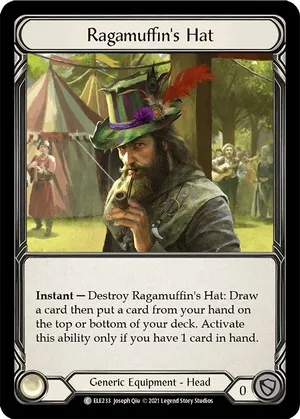 Ragamuffin's Hat
Instant — Destroy Ragamuffin's Hat: Draw
a card then put a card from your hand on
the top or bottom of your deck. Activate
this ability only if you have 1 card in hand.
0
Generic Equipment - Head
C ELE233 Joseph Qiu © 2021 Legend Story Studios